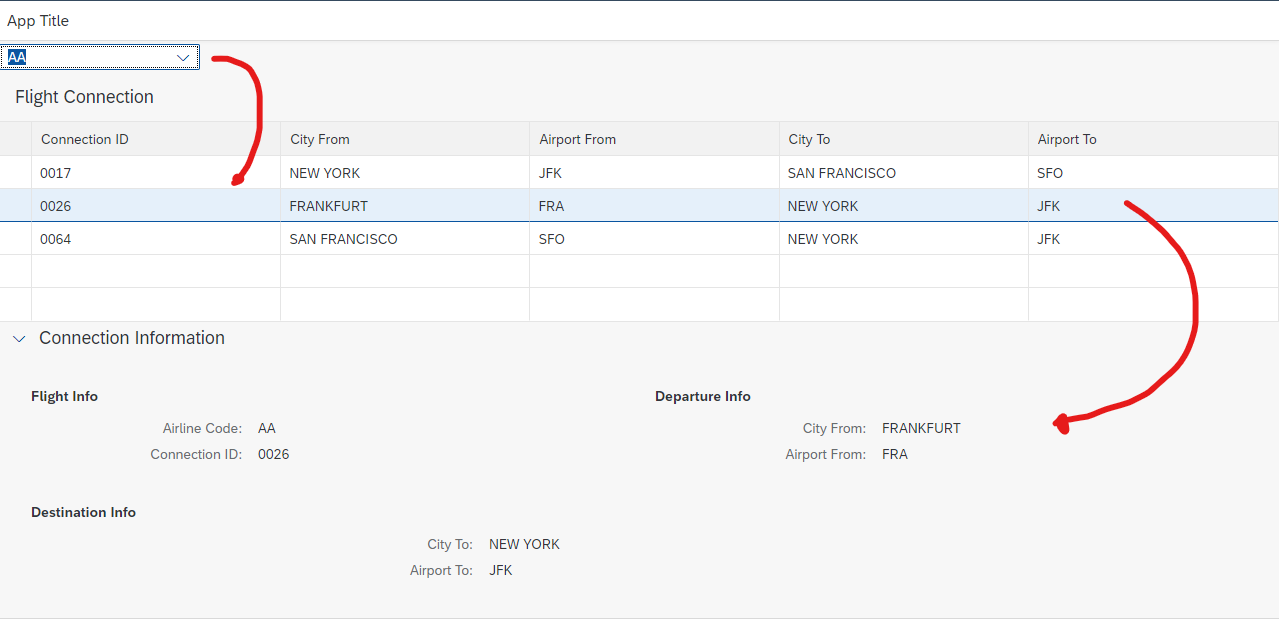 App Title
AA
Flight Connection
Connection ID City From Airport From City To Airport To
0017 NEW YORK JFK SAN FRANCISCO SFO
0026 FRANKFURT FRA NEW YORK JFK
0064 SAN FRANCISCO SFO NEW YORK JFK
Connection Information
Flight Info
Airline Code: AA
Connection ID: 0026
Departure Info
City From: FRANKFURT
Airport From: FRA
Destination Info
City To: NEW YORK
Airport To: JFK